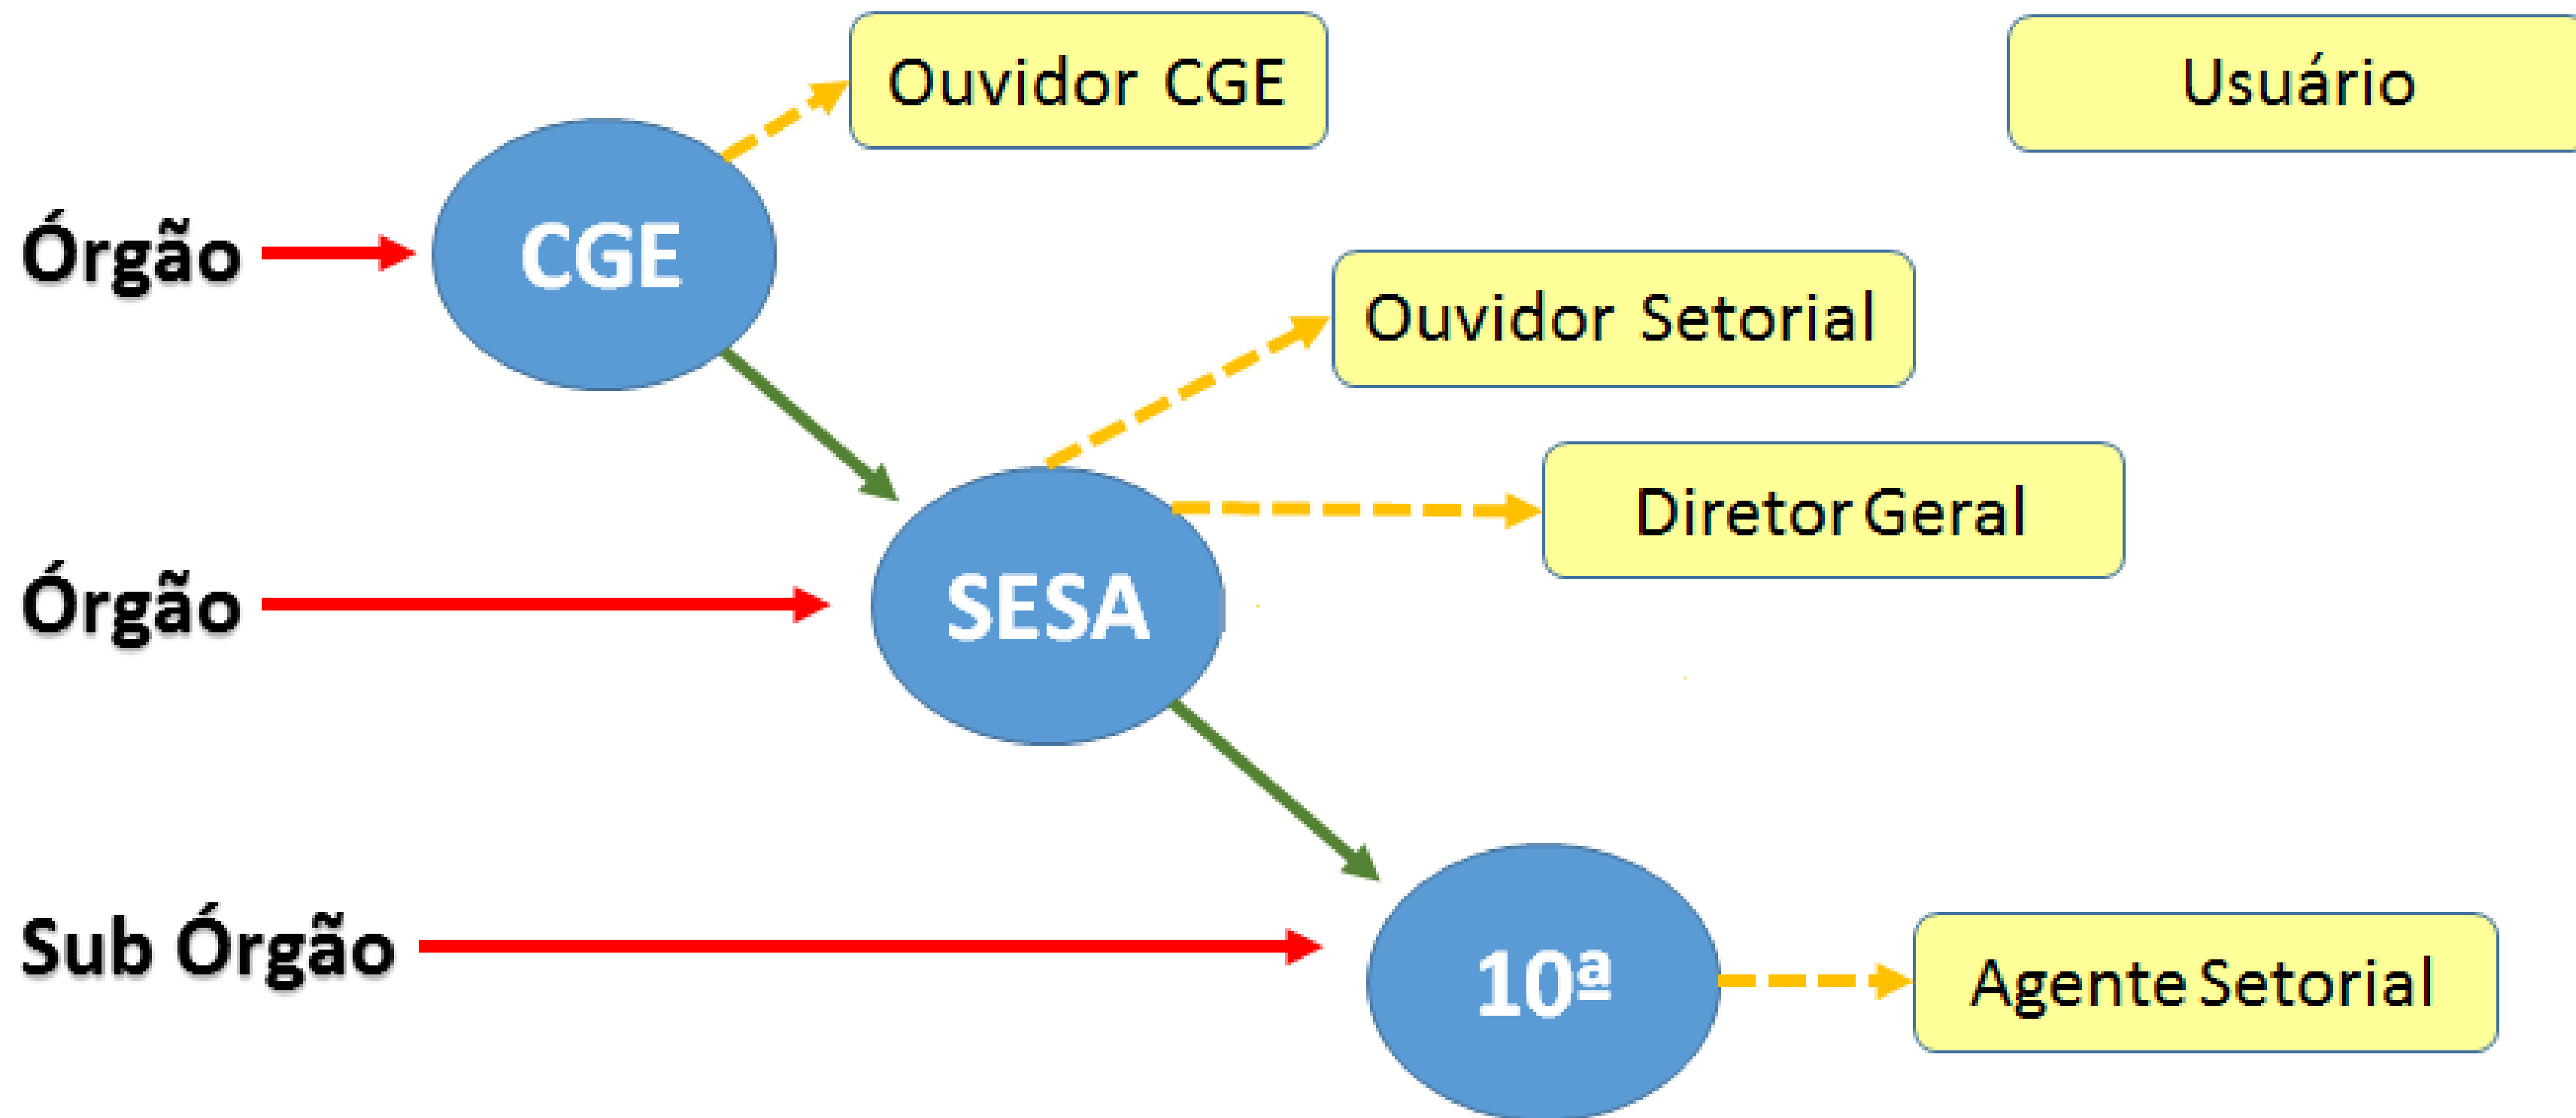 Ouvidor CGE
Usuário
Órgão
CGE
Ouvidor Setorial
Diretor Geral
Órgão
SESA
Sub Órgão
10ª
Agente Setorial